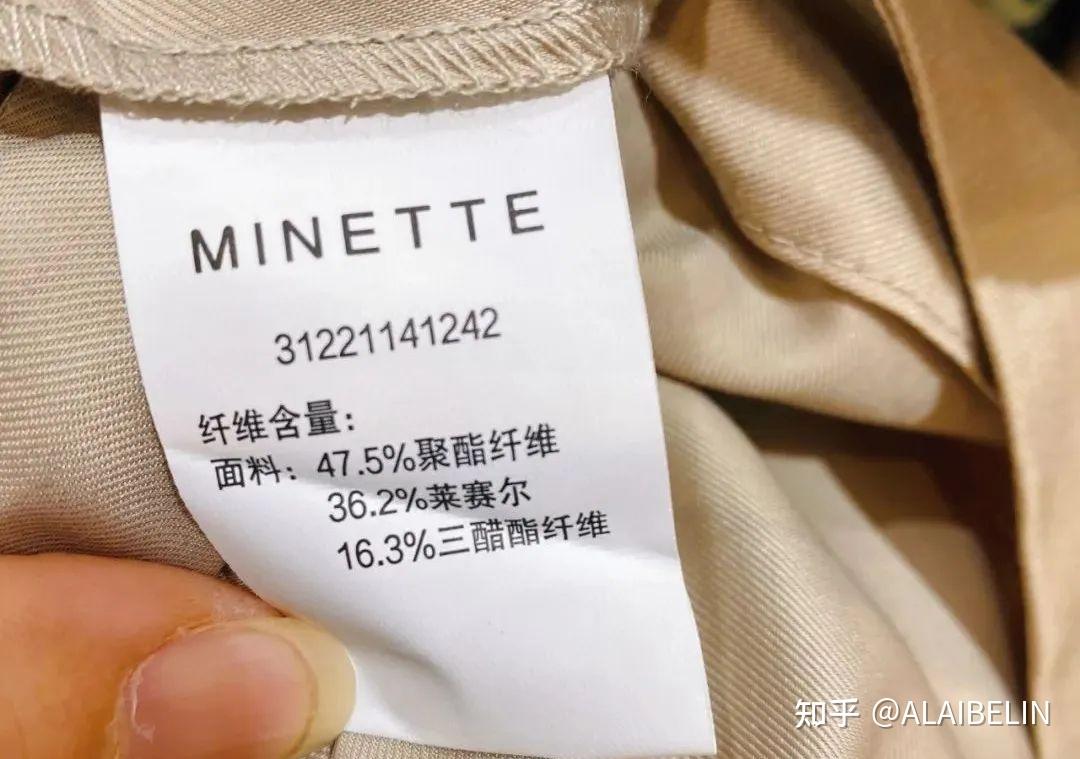 MINETTE
31221141242
纤维含量：
面料：47.5%聚酯纤维
36.2%莱赛尔
16.3%三醋酯纤维
知乎 @ALAIBELIN